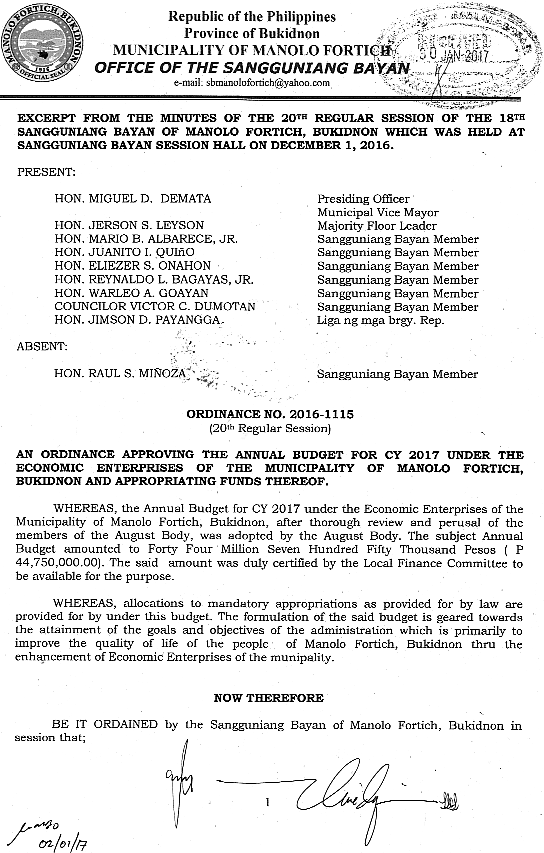 MANOLO FORTICH, BUKIDNON
OFFICIAL SEAL
Republic of the Philippines
Province of Bukidnon
MUNICIPALITY OF MANOLO FORTICH
OFFICE OF THE SANGGUNIANG BAYAN
e-mail: sbmanolofortich@yahoo.com
JAN 2017
EXCERPT FROM THE MINUTES OF THE 20TH REGULAR SESSION OF THE 18TH
SANGGUNIANG BAYAN OF MANOLO FORTICH, BUKIDNON WHICH WAS HELD AT
SANGGUNIANG BAYAN SESSION HALL ON DECEMBER 1, 2016.
PRESENT:
HON. MIGUEL D. DEMATA Presiding Officer
Municipal Vice Mayor
HON. JERSON S. LEYSON Majority Floor Leader
HON. MARIO B. ALBARECE, JR. Sangguniang Bayan Member
HON. JUANITO I. QUIñO Sangguniang Bayan Member
HON. ELIEZER S. ONAHON Sangguniang Bayan Member
HON. REYNALDO L. BAGAYAS, JR. Sangguniang Bayan Member
HON. WARLEO A. GOAYAN Sangguniang Bayan Member
COUNCILOR VICTOR C. DUMOTAN Sangguniang Bayan Member
HON. JIMSON D. PAYANGGA Liga ng mga brgy. Rep.
ABSENT:
HON. RAUL S. MIÑOZA Sangguniang Bayan Member
ORDINANCE NO. 2016-1115
(20th Regular Session)
AN ORDINANCE APPROVING THE ANNUAL BUDGET FOR CY 2017 UNDER THE
ECONOMIC ENTERPRISES OF THE MUNICIPALITY OF MANOLO FORTICH,
BUKIDNON AND APPROPRIATING FUNDS THEREOF.
WHEREAS, the Annual Budget for CY 2017 under the Economic Enterprises of the
Municipality of Manolo Fortich, Bukidnon, after thorough review and perusal of the
members of the August Body, was adopted by the August Body. The subject Annual
Budget amounted to Forty Four Million Seven Hundred Fifty Thousand Pesos ( P
44,750,000.00). The said amount was duly certified by the Local Finance Committee to
be available for the purpose.
WHEREAS, allocations to mandatory appropriations as provided for by law are
provided for by under this budget. The formulation of the said budget is geared towards
the attainment of the goals and objectives of the administration which is primarily to
improve the quality of life of the people of Manolo Fortich, Bukidnon thru the
enhancement of Economic Enterprises of the munipality.
NOW THEREFORE
BE IT ORDAINED by the Sangguniang Bayan of Manolo Fortich, Bukidnon in
session that;
1
02/01/17